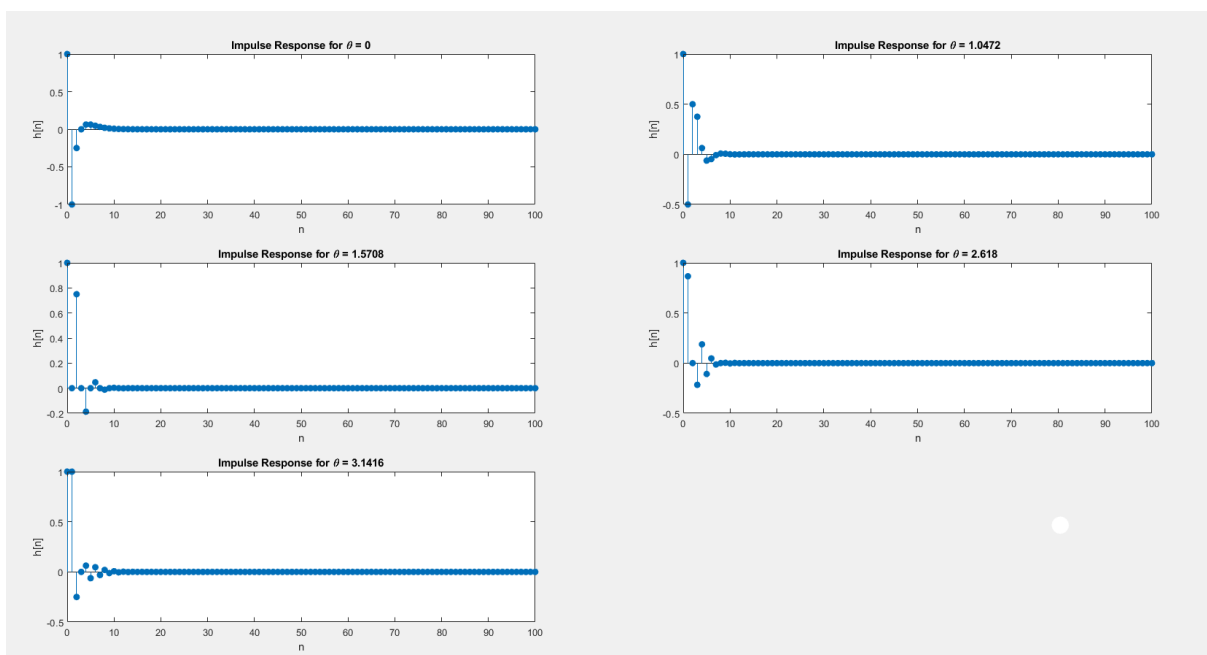 Impulse Response for θ = 0
1
0.5
0
-0.5
-1
h[n]
0 10 20 30 40 50 60 70 80 90 100
n
Impulse Response for θ = 1.0472
1
0.5
0
-0.5
h[n]
0 10 20 30 40 50 60 70 80 90 100
n
Impulse Response for θ = 1.5708
1
0.8
0.6
0.4
0.2
0
-0.2
h[n]
0 10 20 30 40 50 60 70 80 90 100
n
Impulse Response for θ = 2.618
1
0.5
0
-0.5
h[n]
0 10 20 30 40 50 60 70 80 90 100
n
Impulse Response for θ = 3.1416
1
0.5
0
-0.5
h[n]
0 10 20 30 40 50 60 70 80 90 100
n